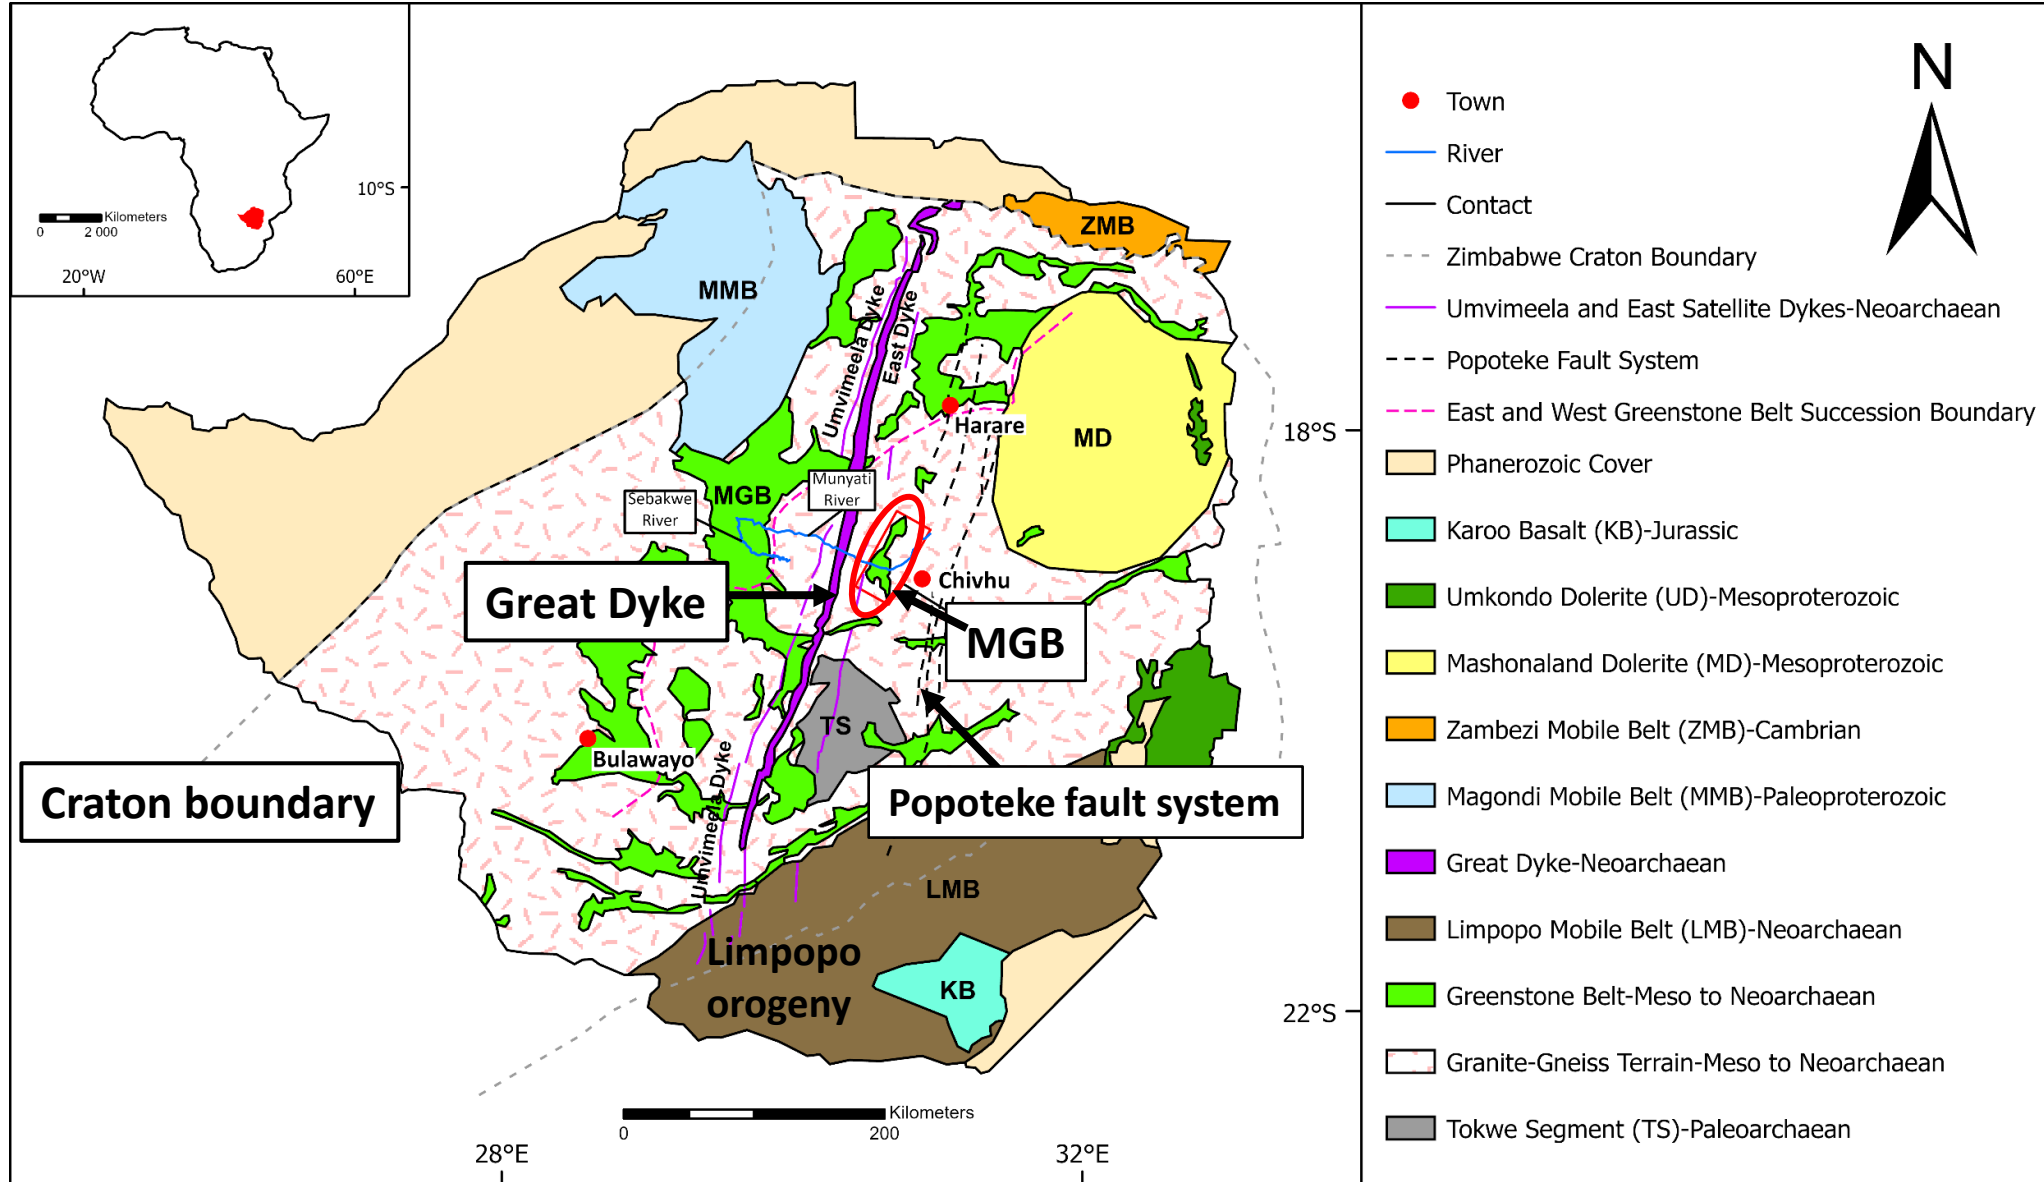 10°S
Kilometers
0
2 000
20°W
60°E
ZMB
MMB
Umvimeela Dyke
East Dyke
Harare
MD
18°S
Munyati
River
MGB
Sebakwe
River
Great Dyke
Chivhu
MGB
TS
Bulawayo
Umvimeela Dyke
Craton boundary
Popoteke fault system
LMB
Limpopo
orogeny
KB
22°S
Kilometers
0
200
28°E
32°E
N
Town
River
Contact
Zimbabwe Craton Boundary
Umvimeela and East Satellite Dykes-Neoarchaean
Popoteke Fault System
East and West Greenstone Belt Succession Boundary
Phanerozoic Cover
Karoo Basalt (KB)-Jurassic
Umkondo Dolerite (UD)-Mesoproterozoic
Mashonaland Dolerite (MD)-Mesoproterozoic
Zambezi Mobile Belt (ZMB)-Cambrian
Magondi Mobile Belt (MMB)-Paleoproterozoic
Great Dyke-Neoarchaean
Limpopo Mobile Belt (LMB)-Neoarchaean
Greenstone Belt-Meso to Neoarchaean
Granite-Gneiss Terrain-Meso to Neoarchaean
Tokwe Segment (TS)-Paleoarchaean